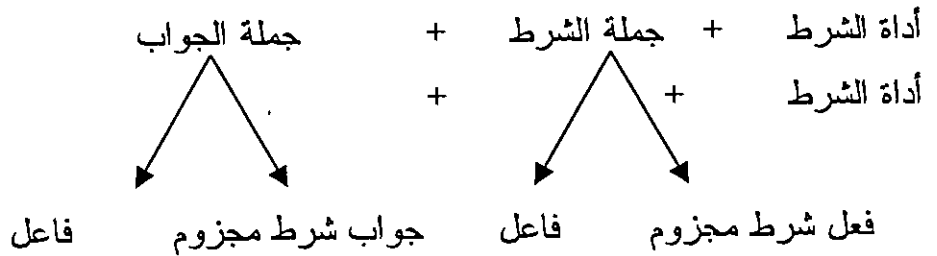 أداة الشرط + جملة الشرط + جملة الجواب
أداة الشرط + +
فعل شرط مجزوم فاعل جواب شرط مجزوم فاعل